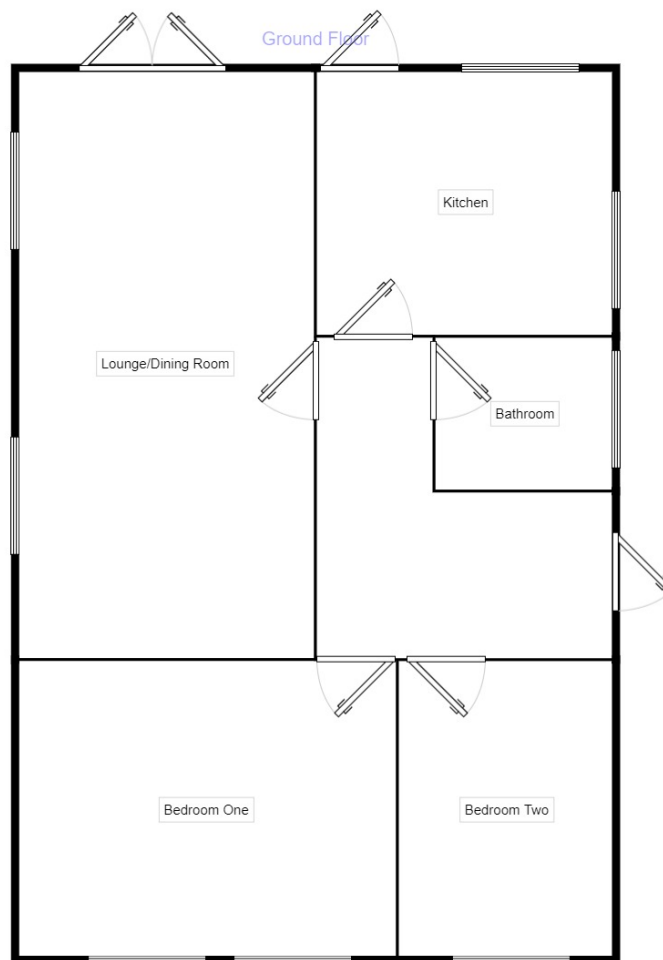 Ground Floor
Kitchen
Lounge/Dining Room
Bathroom
Bedroom One
Bedroom Two